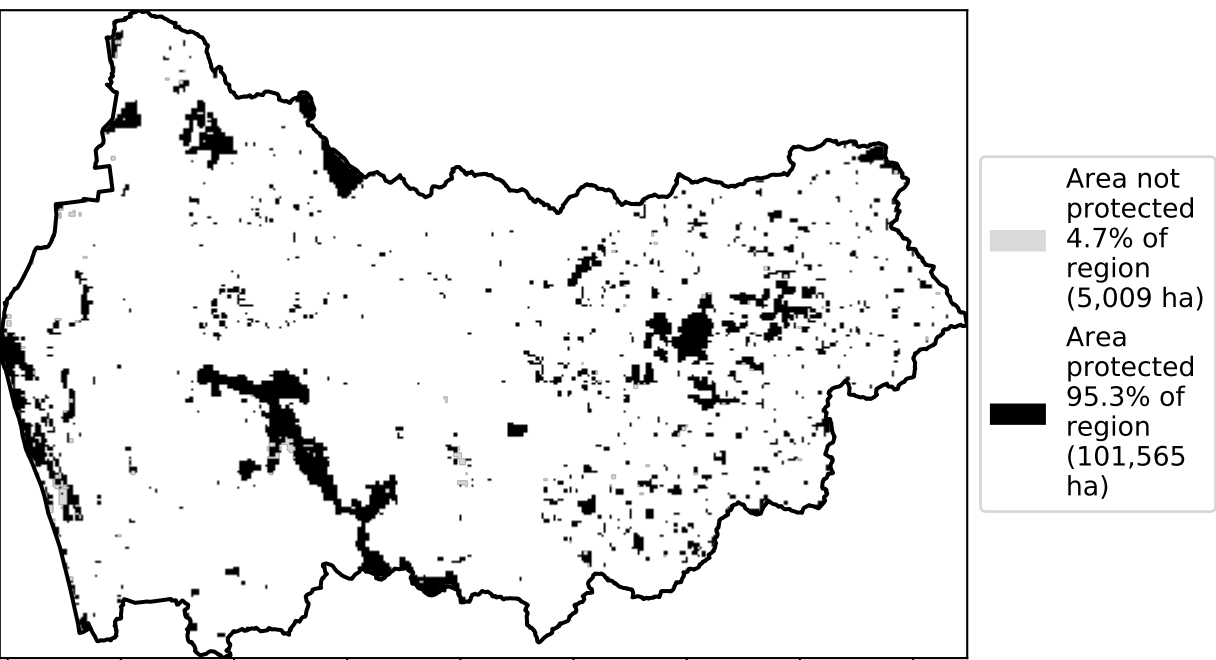 Area not
protected
4.7% of
region
(5,009 ha)
Area
protected
95.3% of
region
(101,565
ha)